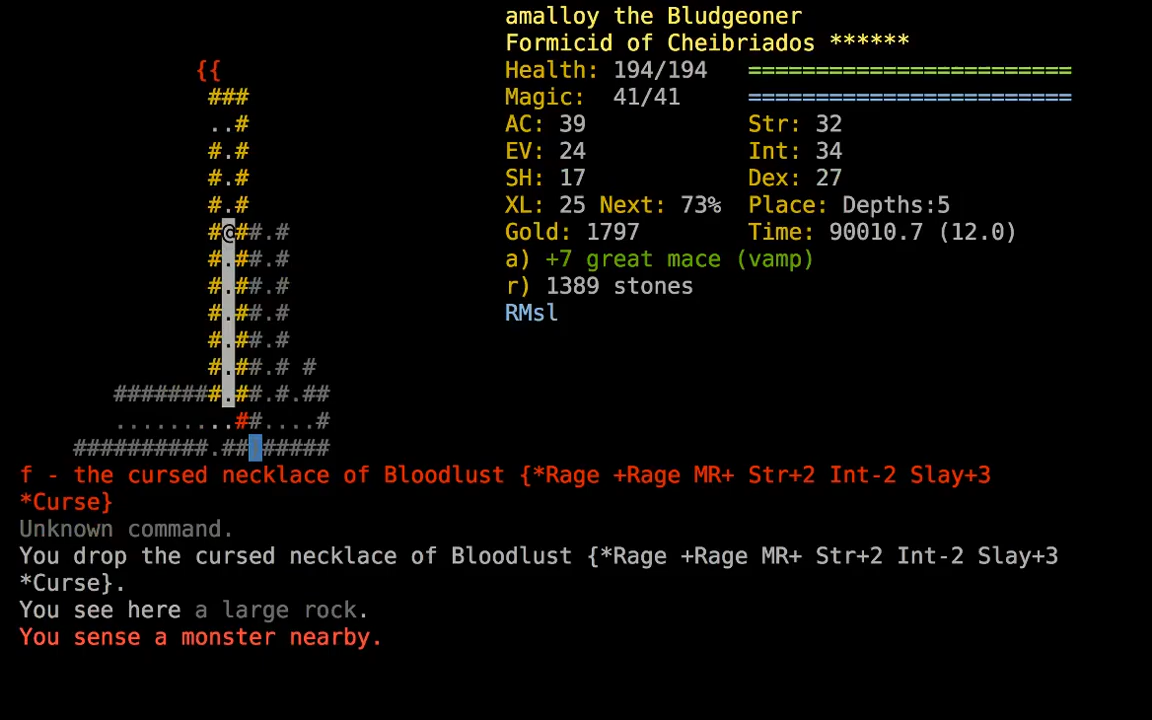 amalloy the Bludgeoner
Formicid of Cheibriados ******
{{ Health: 194/194 ========================
### Magic:  41/41 ========================
..# AC: 39 Str: 32
#.# EV: 24 Int: 34
#.# SH: 17 Dex: 27
#.# XL: 25 Next: 73% Place: Depths:5
#@##.# Gold: 1797 Time: 90010.7 (12.0)
#.##.# a) +7 great mace (vamp)
#.##.# r) 1389 stones
#.##.# RMsl
#.##.#
#.##.# #
########.##.#.##
.........##....#
##########.## #####
f - the cursed necklace of Bloodlust {*Rage +Rage MR+ Str+2 Int-2 Slay+3
*Curse}
Unknown command.
You drop the cursed necklace of Bloodlust {*Rage +Rage MR+ Str+2 Int-2 Slay+3
*Curse}.
You see here a large rock.
You sense a monster nearby.